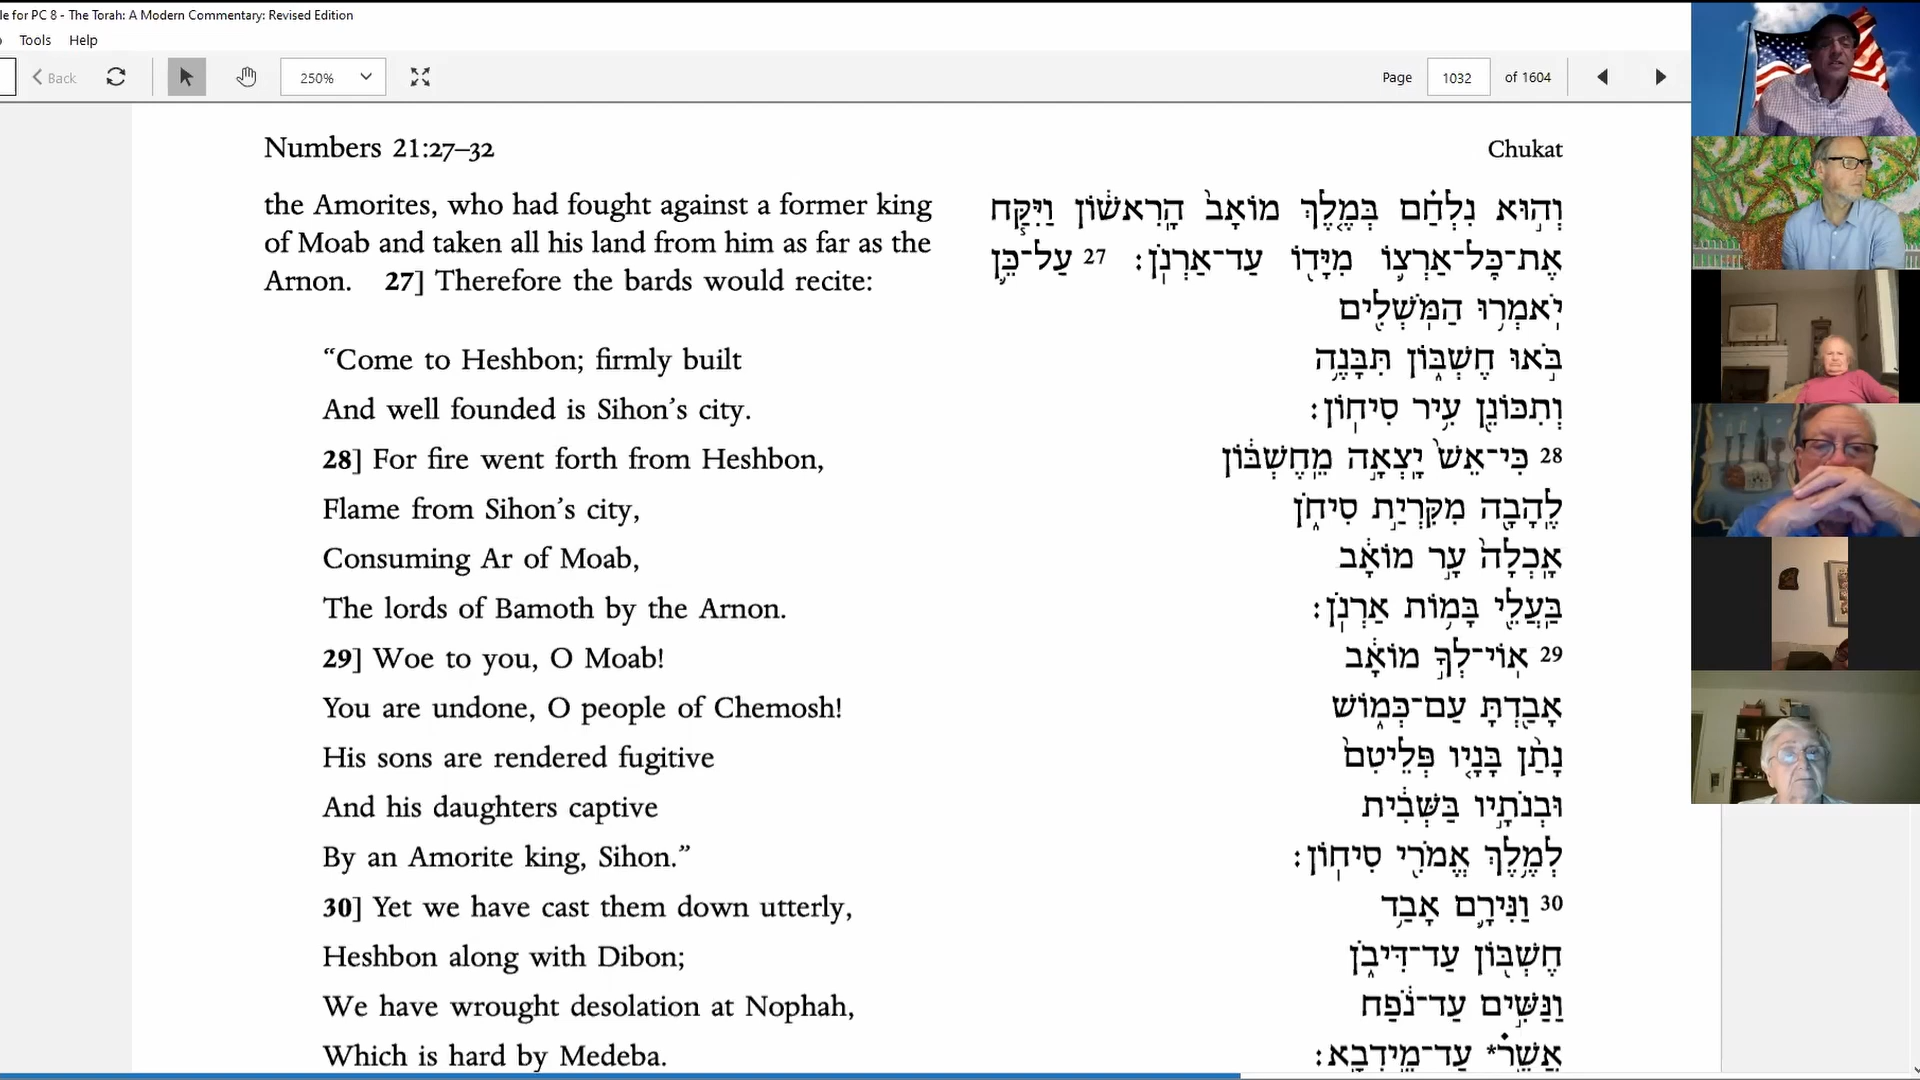 le for PC 8 - The Torah: A Modern Commentary: Revised Edition
Tools Help
Back 250% Page 1032 of 1604
Numbers 21:27–32 Chukat
the Amorites, who had fought against a former king
of Moab and taken all his land from him as far as the
Arnon. 27] Therefore the bards would recite:
“Come to Heshbon; firmly built
And well founded is Sihon’s city.
28] For fire went forth from Heshbon,
Flame from Sihon’s city,
Consuming Ar of Moab,
The lords of Bamoth by the Arnon.
29] Woe to you, O Moab!
You are undone, O people of Chemosh!
His sons are rendered fugitive
And his daughters captive
By an Amorite king, Sihon.”
30] Yet we have cast them down utterly,
Heshbon along with Dibon;
We have wrought desolation at Nophah,
Which is hard by Medeba.
וְה֣וּא נִלְחַ֗ם בְּמֶ֤לֶךְ מוֹאָב֙ הָֽרִאשׁ֔וֹן וַיִּקַּ֧ח
אֶת־כׇּל־אַרְצ֛וֹ מִיָּד֖וֹ עַד־אַרְנֹֽן׃ 27 עַל־כֵּ֛ן
יֹאמְר֥וּ הַמֹּשְׁלִ֖ים
בֹּ֣אוּ חֶשְׁבּ֑וֹן תִּבָּנֶ֥ה
וְתִכּוֹנֵ֖ן עִ֥יר סִיחֽוֹן׃
28 כִּי־אֵשׁ֙ יָֽצְאָ֣ה מֵֽחֶשְׁבּ֔וֹן
לֶהָבָ֖ה מִקִּרְיַ֣ת סִיחֹ֑ן
אָֽכְלָה֙ עָ֣ר מוֹאָ֔ב
בַּעֲלֵ֖י בָּמ֥וֹת אַרְנֹֽן׃
29 אוֹי־לְךָ֣ מוֹאָ֔ב
אָבַ֖דְתָּ עַם־כְּמ֑וֹשׁ
נָתַ֨ן בָּנָ֤יו פְּלֵיטִם֙
וּבְנֹתָ֣יו בַּשְּׁבִ֔ית
לְמֶ֥לֶךְ אֱמֹרִ֖י סִיחֽוֹן׃
30 וַנִּירָ֛ם אָבַ֥ד
חֶשְׁבּ֖וֹן עַד־דִּיבֹ֑ן
וַנַּשִּׁ֣ים עַד־נֹ֔פַח
אֲשֶׁ֖רׄ* עַד־מֵֽידְבָֽא׃